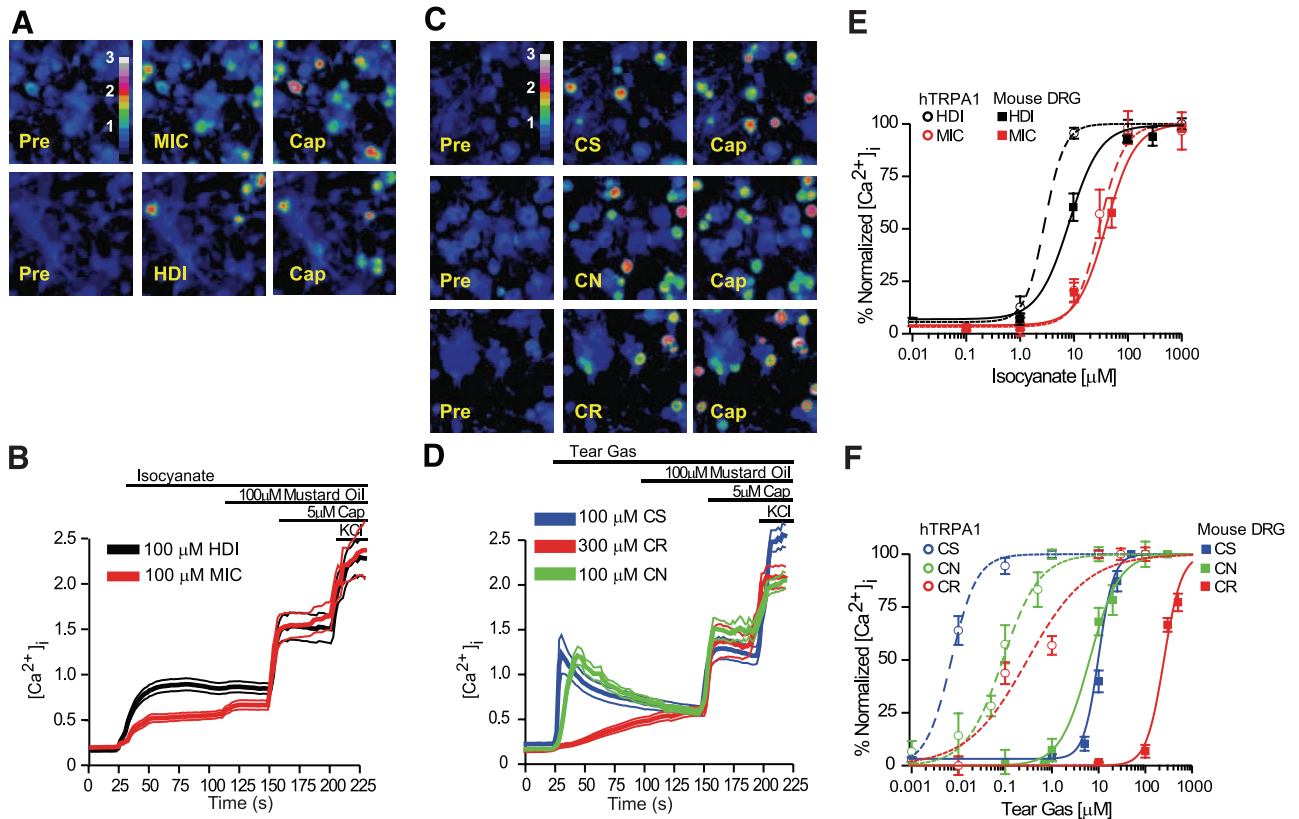 A
3
2
1
Pre
MIC
Cap
Pre
HDI
Cap
B
Isocyanate
100μM Mustard Oil
5μM Cap
KCl
100 μM HDI
100 μM MIC
[Ca2+]i
2.5
2.0
1.5
1.0
0.5
0
0 25 50 75 100 125 150 175 200 225
Time (s)
C
3
2
1
Pre
CS
Cap
Pre
CN
Cap
Pre
CR
Cap
D
Tear Gas
100μM Mustard Oil
5μM Cap
KCl
100 μM CS
300 μM CR
100 μM CN
[Ca2+]i
2.5
2.0
1.5
1.0
0.5
0
0 25 50 75 100 125 150 175 200 225
Time (s)
E
hTRPA1 Mouse DRG
HDI HDI
MIC MIC
% Normalized [Ca2+]i
100
75
50
25
0
0.01 0.1 1.0 10 100 1000
Isocyanate [μM]
F
hTRPA1 Mouse DRG
CS CS
CN CN
CR CR
% Normalized [Ca2+]i
100
75
50
25
0
0.001 0.01 0.1 1.0 10 100 1000
Tear Gas [μM]